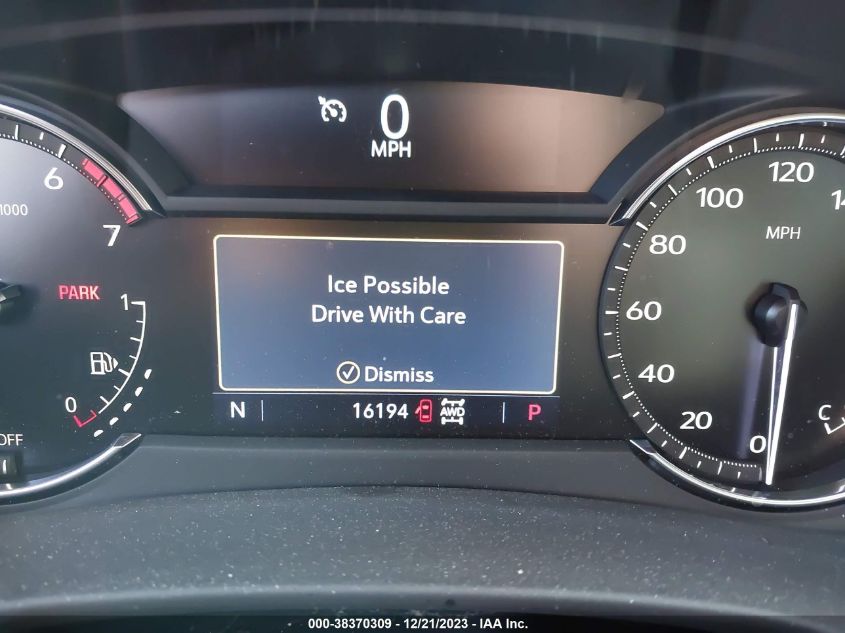 0
MPH
6
1000
7
PARK
1
0
OFF
Ice Possible
Drive With Care
Dismiss
N
16194
AWD
P
120
100
80
MPH
60
40
20
0
C
000-38370309 - 12/21/2023 - IAA Inc.